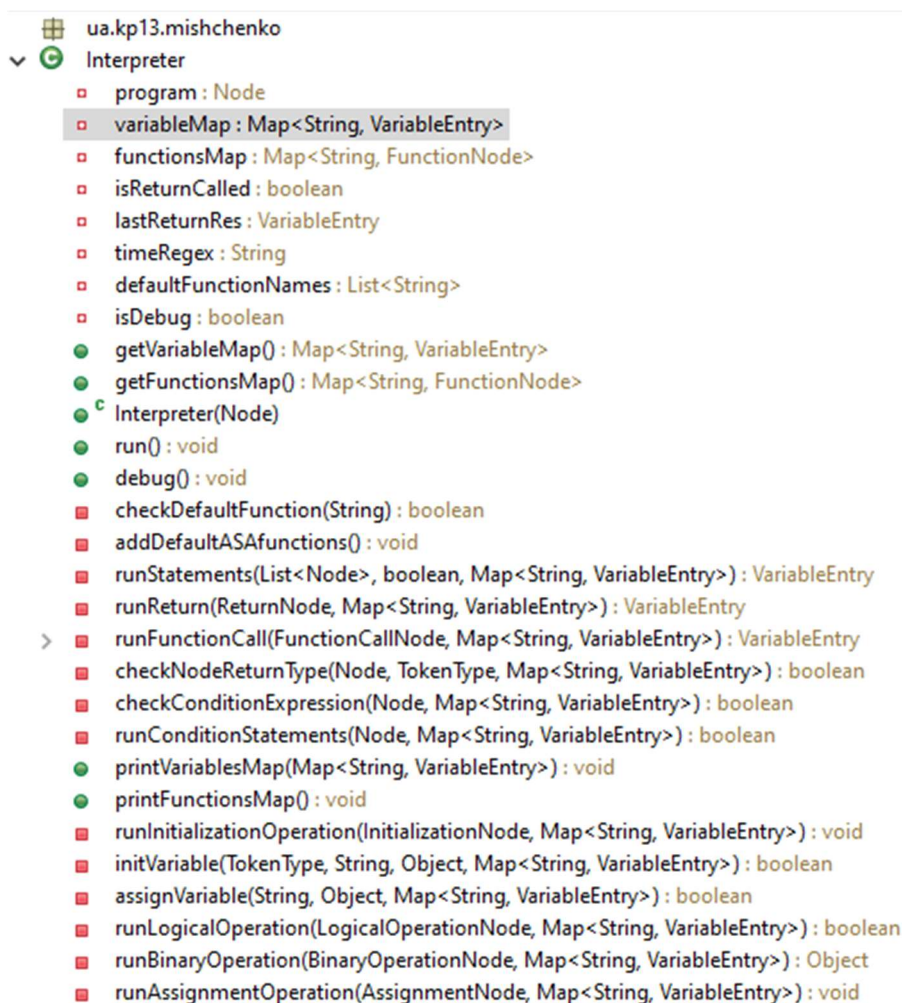 ua.kp13.mishchenko
Interpreter
program : Node
variableMap : Map<String, VariableEntry>
functionsMap : Map<String, FunctionNode>
isReturnCalled : boolean
lastReturnRes : VariableEntry
timeRegex : String
defaultFunctionNames : List<String>
isDebug : boolean
getVariableMap() : Map<String, VariableEntry>
getFunctionsMap() : Map<String, FunctionNode>
Interpreter(Node)
run() : void
debug() : void
checkDefaultFunction(String) : boolean
addDefaultASAfunctions() : void
runStatements(List<Node>, boolean, Map<String, VariableEntry>) : VariableEntry
runReturn(ReturnNode, Map<String, VariableEntry>) : VariableEntry
runFunctionCall(FunctionCallNode, Map<String, VariableEntry>) : VariableEntry
checkNodeReturnType(Node, TokenType, Map<String, VariableEntry>) : boolean
checkConditionExpression(Node, Map<String, VariableEntry>) : boolean
runConditionStatements(Node, Map<String, VariableEntry>) : boolean
printVariablesMap(Map<String, VariableEntry>) : void
printFunctionsMap() : void
runInitializationOperation(InitializationNode, Map<String, VariableEntry>) : void
initVariable(TokenType, String, Object, Map<String, VariableEntry>) : boolean
assignVariable(String, Object, Map<String, VariableEntry>) : boolean
runLogicalOperation(LogicalOperationNode, Map<String, VariableEntry>) : boolean
runBinaryOperation(BinaryOperationNode, Map<String, VariableEntry>) : Object
runAssignmentOperation(AssignmentNode, Map<String, VariableEntry>) : void